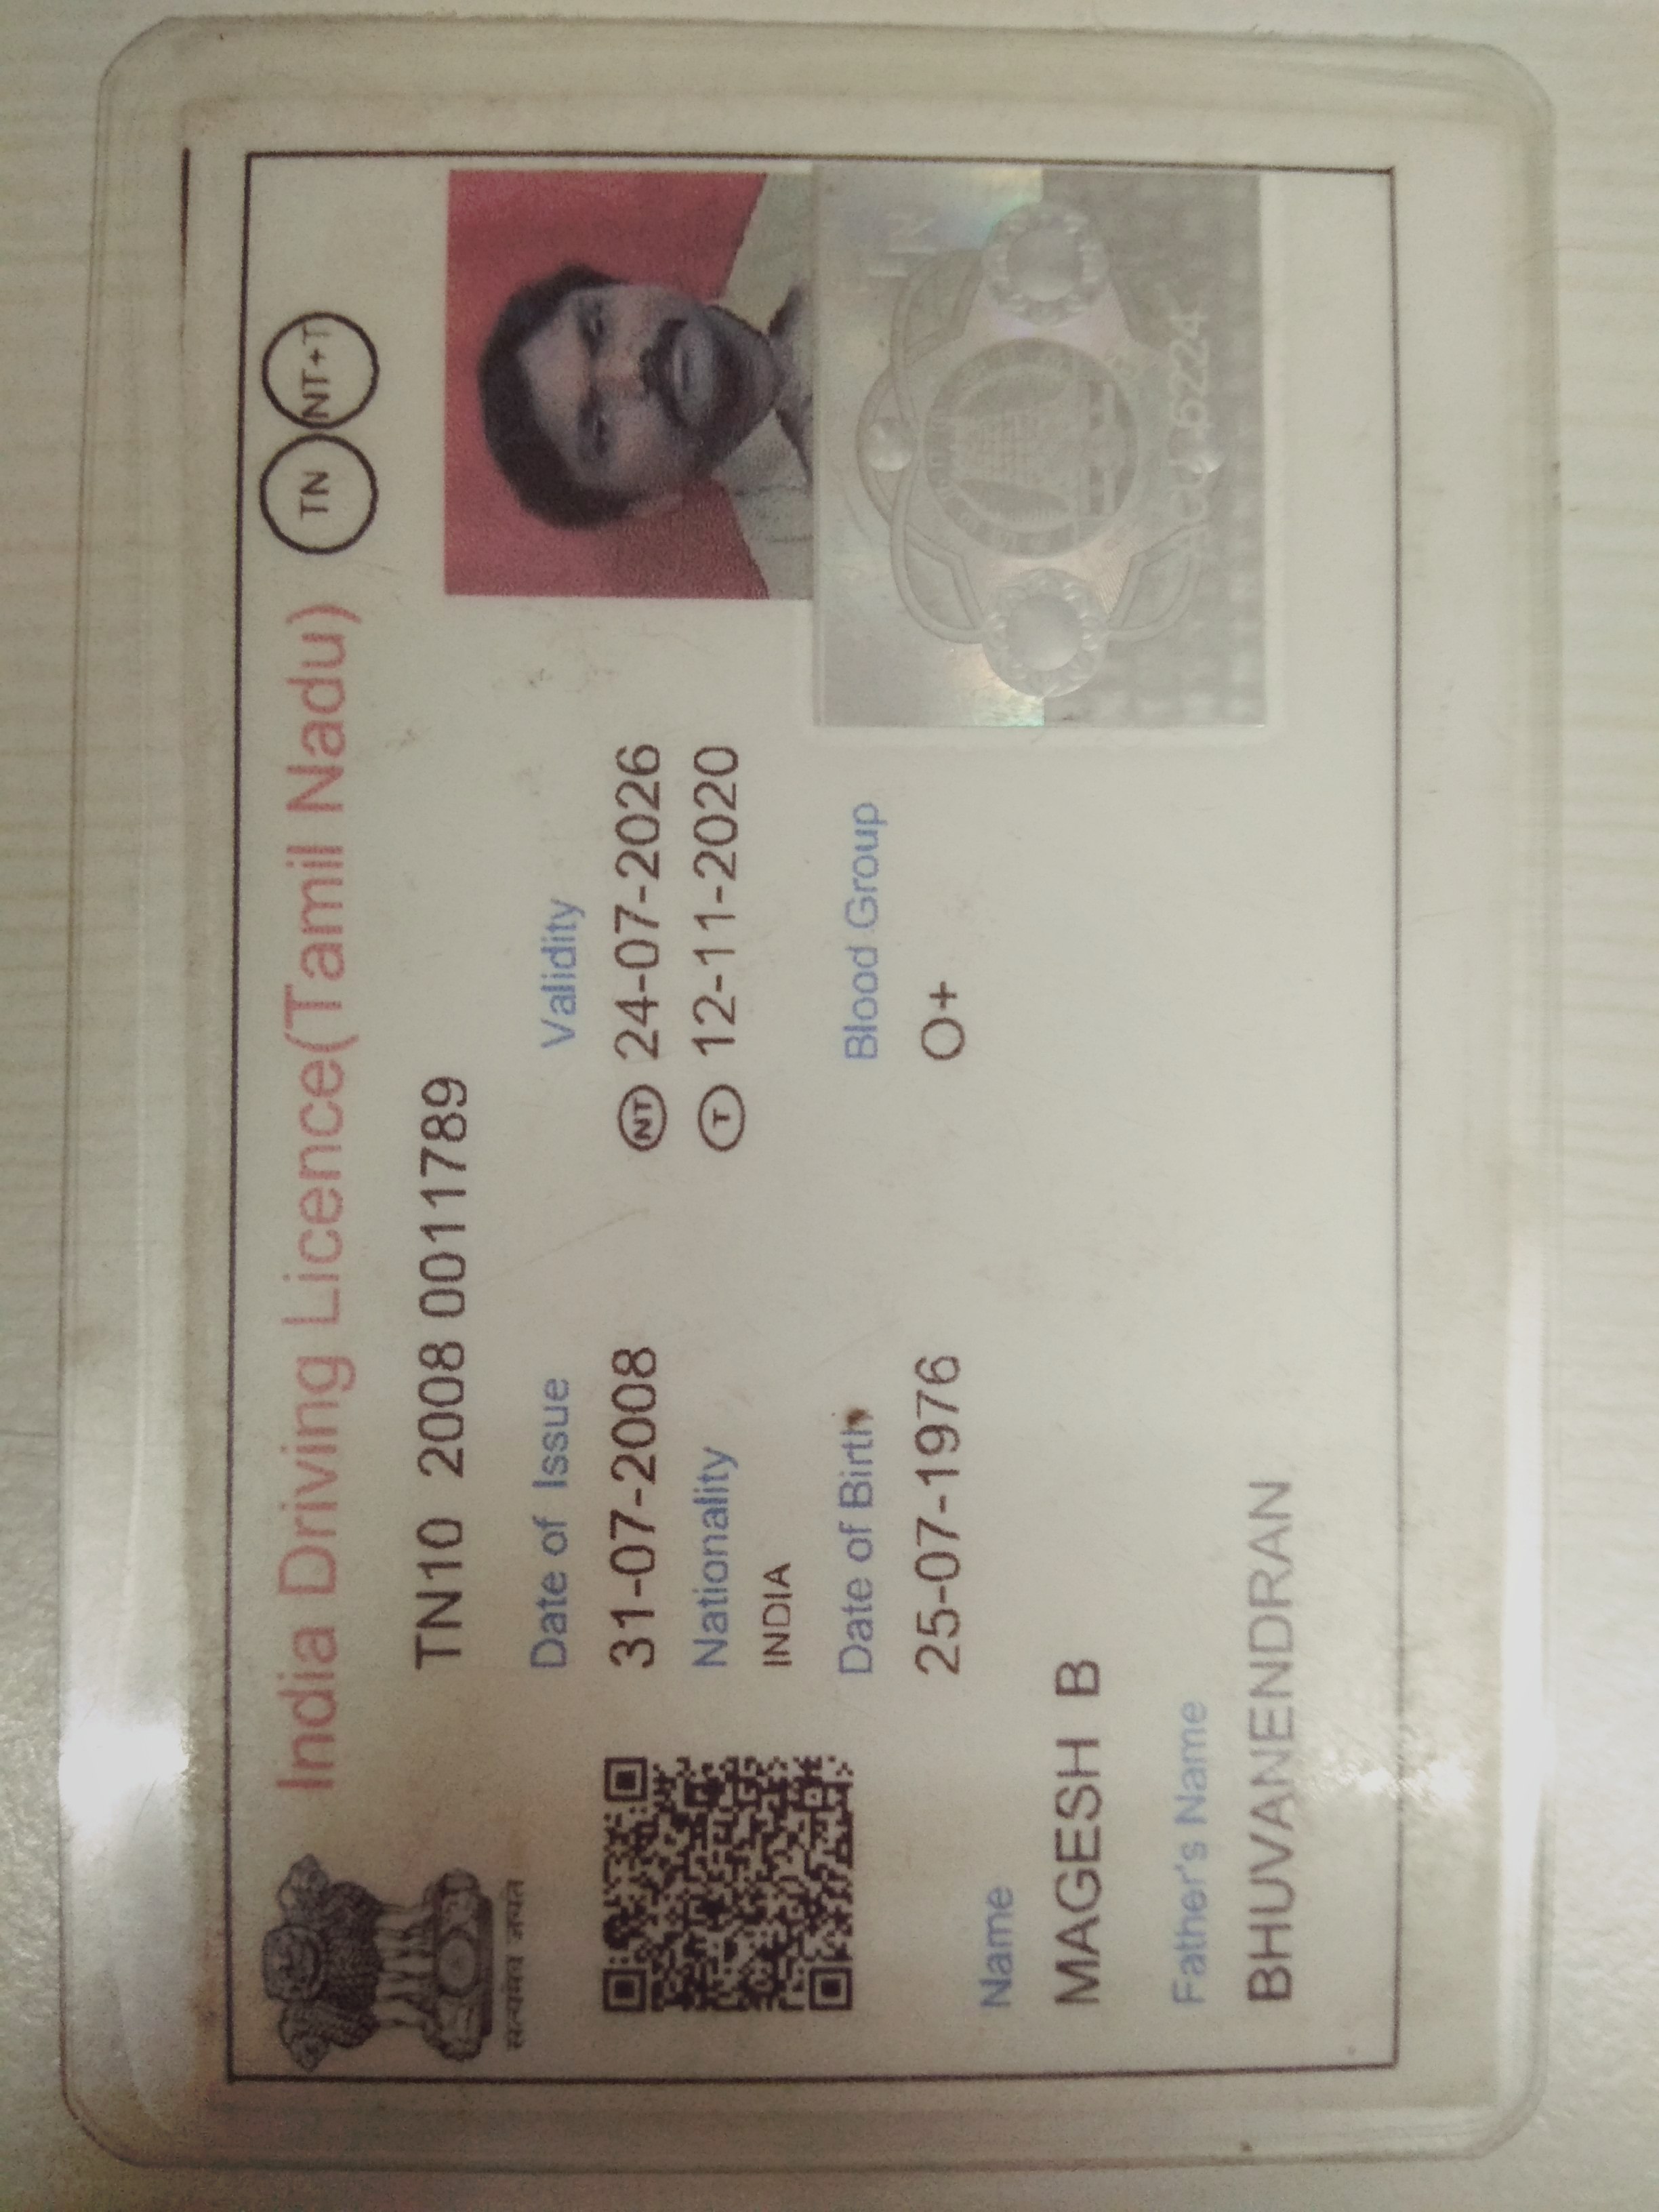 India Driving Licence(Tamil Nadu) TN NT+T
सत्यमेव जयते
TN10 2008 0011789
Date of Issue Validity
31-07-2008 NT 24-07-2026
Nationality T 12-11-2020
INDIA
Date of Birth Blood Group
25-07-1976 O+
Name
MAGESH B
Father's Name
BHUVANENDRAN
TN